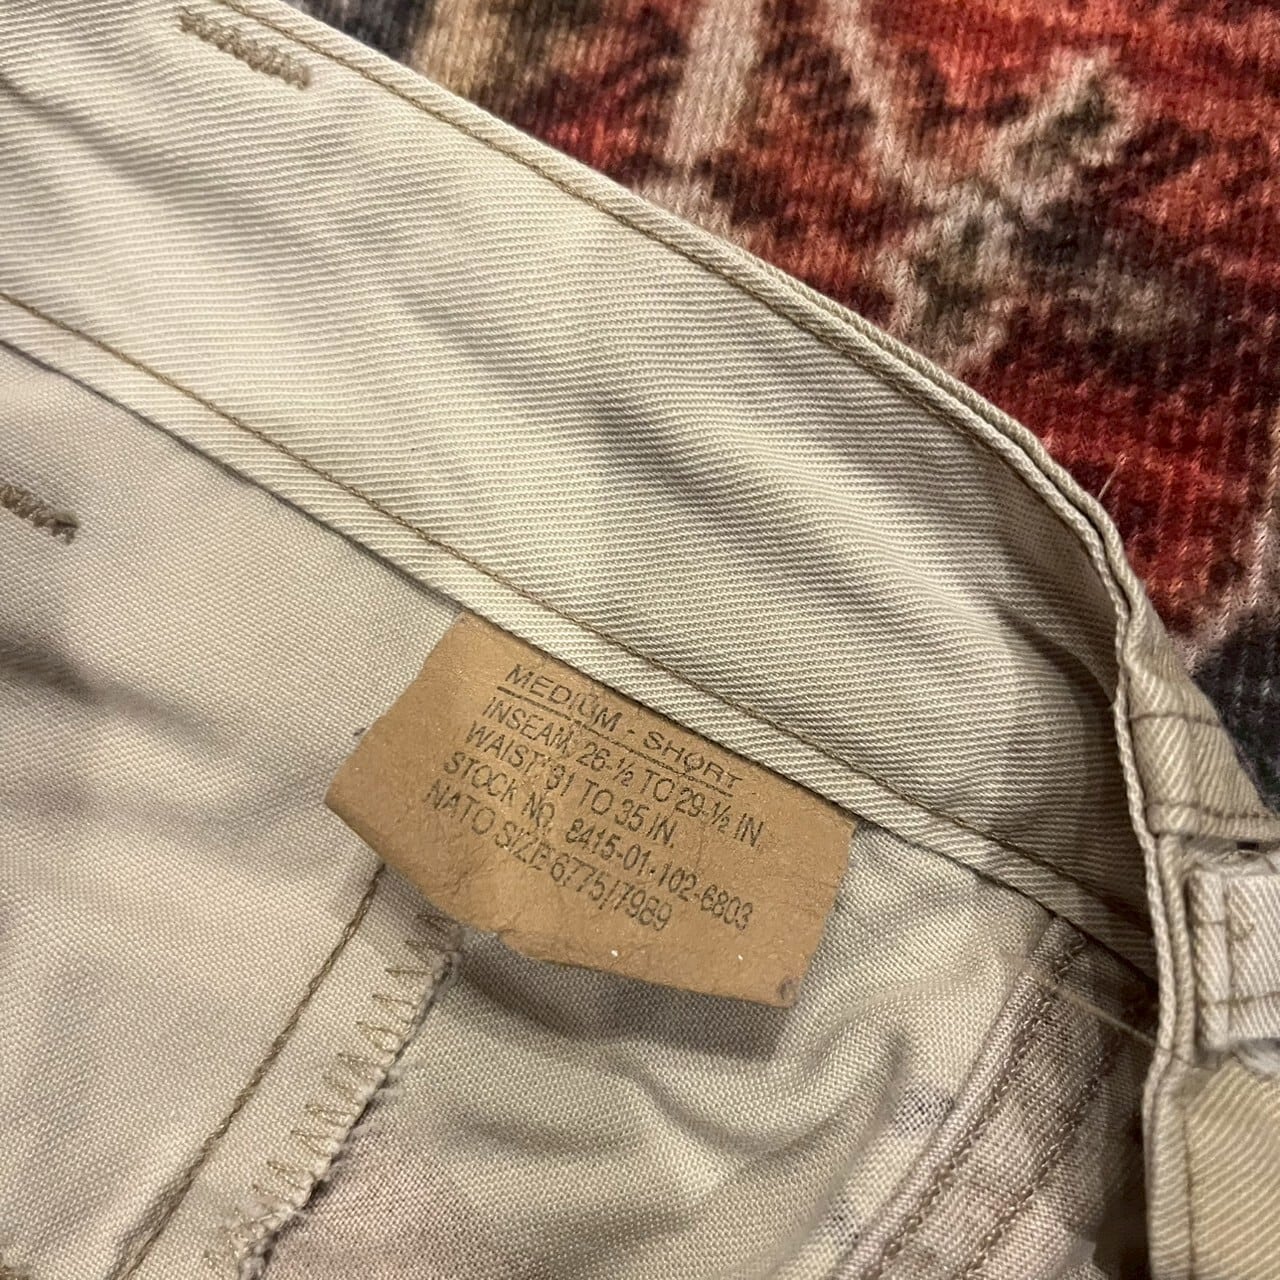 MEDIUM - SHORT
INSEAM: 26-½ TO 29-½ IN.
WAIST: 31 TO 35 IN.
STOCK NO. 8415-01-102-6803
NATO SIZE-6775/7989